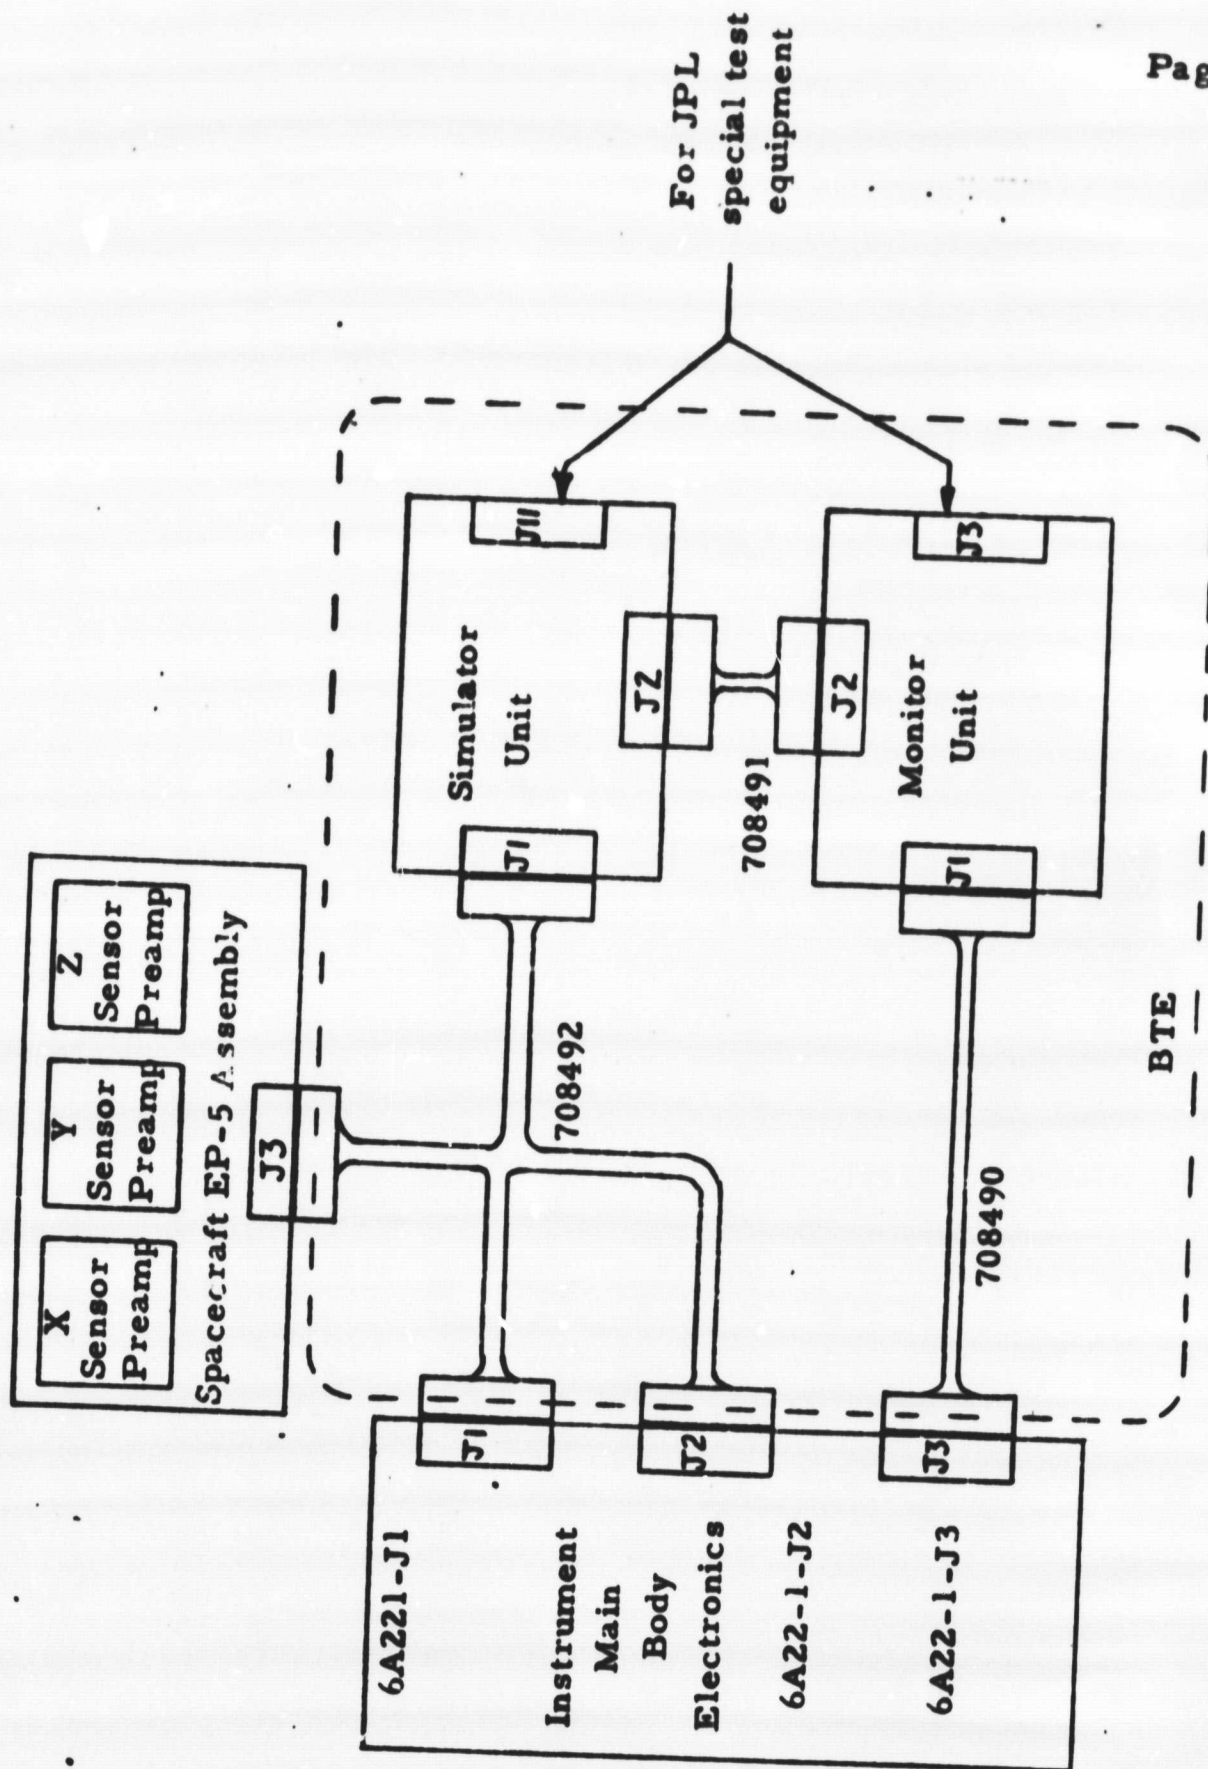 Pag
For JPL
special test
equipment
X
Sensor
Preamp
Y
Sensor
Preamp
Z
Sensor
Preamp
Spacecraft EP-5 Assembly
J3
Simulator
Unit
J1
J11
J2
708492
708491
J2
Monitor
Unit
J1
J3
708490
BTE
6A221-J1
J1
Instrument
Main
Body
Electronics
J2
6A22-1-J2
J3
6A22-1-J3